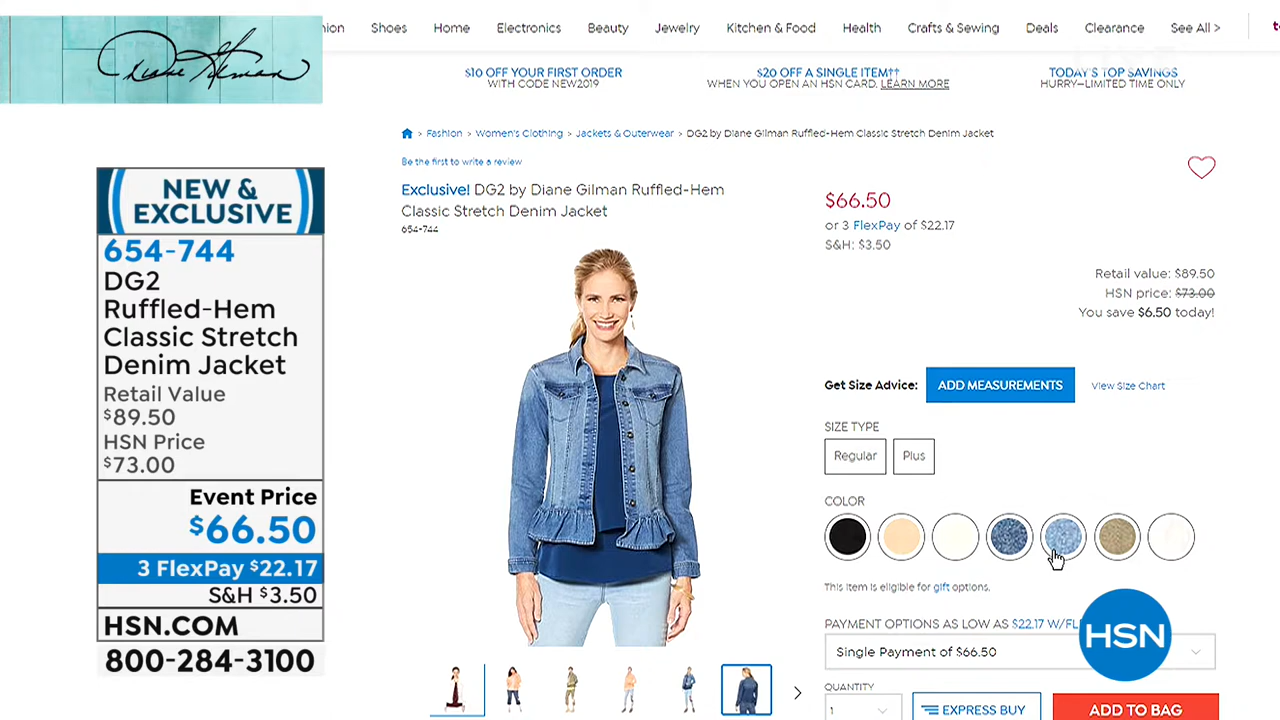 Diane Gilman
Shoes Home Electronics Beauty Jewelry Kitchen & Food Health Crafts & Sewing Deals Clearance See All >
$10 OFF YOUR FIRST ORDER
WITH CODE NEW2019
$20 OFF A SINGLE ITEM††
WHEN YOU OPEN AN HSN CARD. LEARN MORE
TODAY'S TOP SAVINGS
HURRY—LIMITED TIME ONLY
> Fashion > Women's Clothing > Jackets & Outerwear > DG2 by Diane Gilman Ruffled-Hem Classic Stretch Denim Jacket
Be the first to write a review
Exclusive! DG2 by Diane Gilman Ruffled-Hem
Classic Stretch Denim Jacket
654-744
NEW &
EXCLUSIVE
654-744
DG2
Ruffled-Hem
Classic Stretch
Denim Jacket
Retail Value
$89.50
HSN Price
$73.00
Event Price
$66.50
3 FlexPay $22.17
S&H $3.50
HSN.COM
800-284-3100
$66.50
or 3 FlexPay of $22.17
S&H: $3.50
Retail value: $89.50
HSN price: $73.00
You save $6.50 today!
Get Size Advice: ADD MEASUREMENTS View Size Chart
SIZE TYPE
Regular Plus
COLOR
This item is eligible for gift options.
PAYMENT OPTIONS AS LOW AS $22.17 W/FL
Single Payment of $66.50
HSN
QUANTITY
1 EXPRESS BUY ADD TO BAG